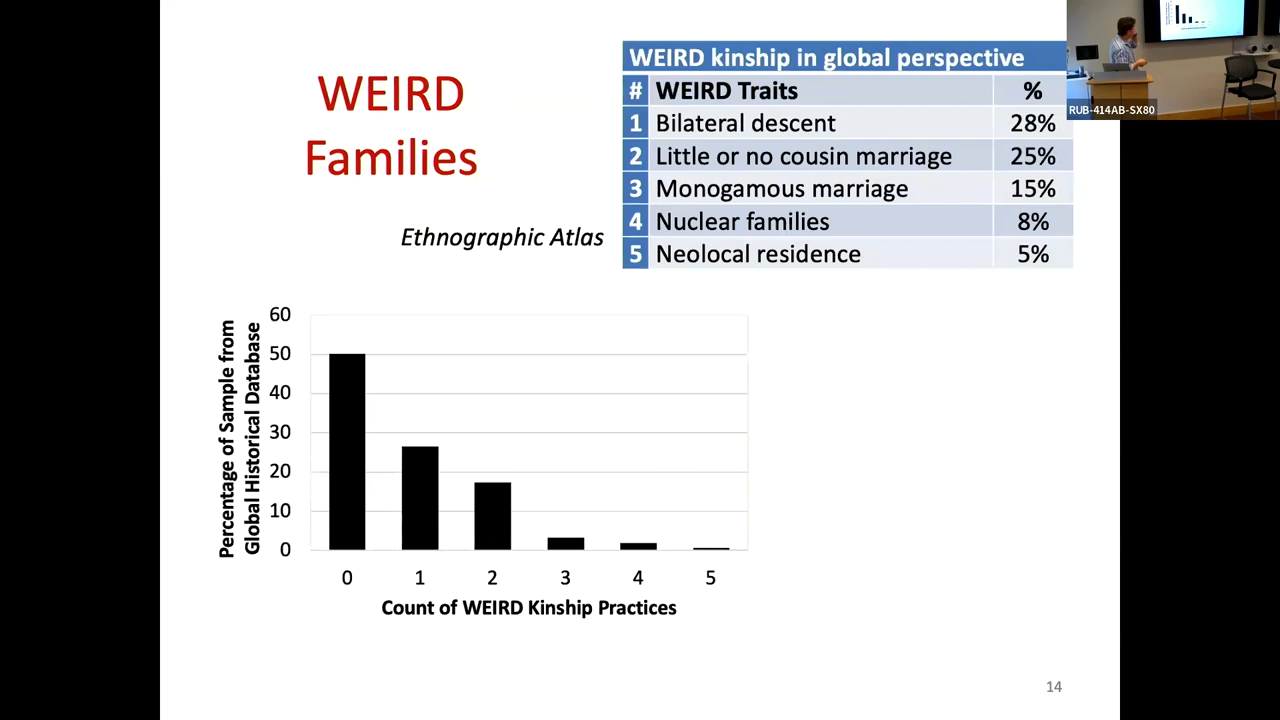 WEIRD
Families
Ethnographic Atlas
WEIRD kinship in global perspective
# WEIRD Traits %
1 Bilateral descent 28%
2 Little or no cousin marriage 25%
3 Monogamous marriage 15%
4 Nuclear families 8%
5 Neolocal residence 5%
RUB-414AB-SX80
Percentage of Sample from
Global Historical Database
60
50
40
30
20
10
0
0 1 2 3 4 5
Count of WEIRD Kinship Practices
14